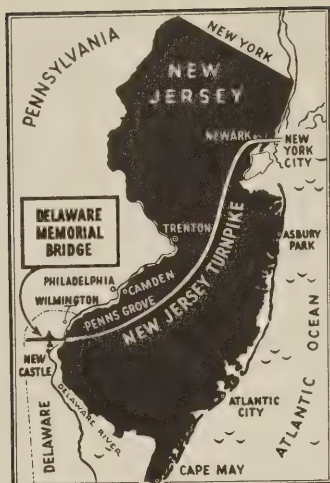 PENNSYLVANIA
NEW YORK
NEW
JERSEY
NEWARK
NEW
YORK
CITY
DELAWARE
MEMORIAL
BRIDGE
TRENTON
ASBURY
PARK
PHILADELPHIA
CAMDEN
WILMINGTON
PENNS GROVE
NEW JERSEY TURNPIKE
NEW
CASTLE
DELAWARE RIVER
DELAWARE
ATLANTIC
CITY
ATLANTIC OCEAN
CAPE MAY